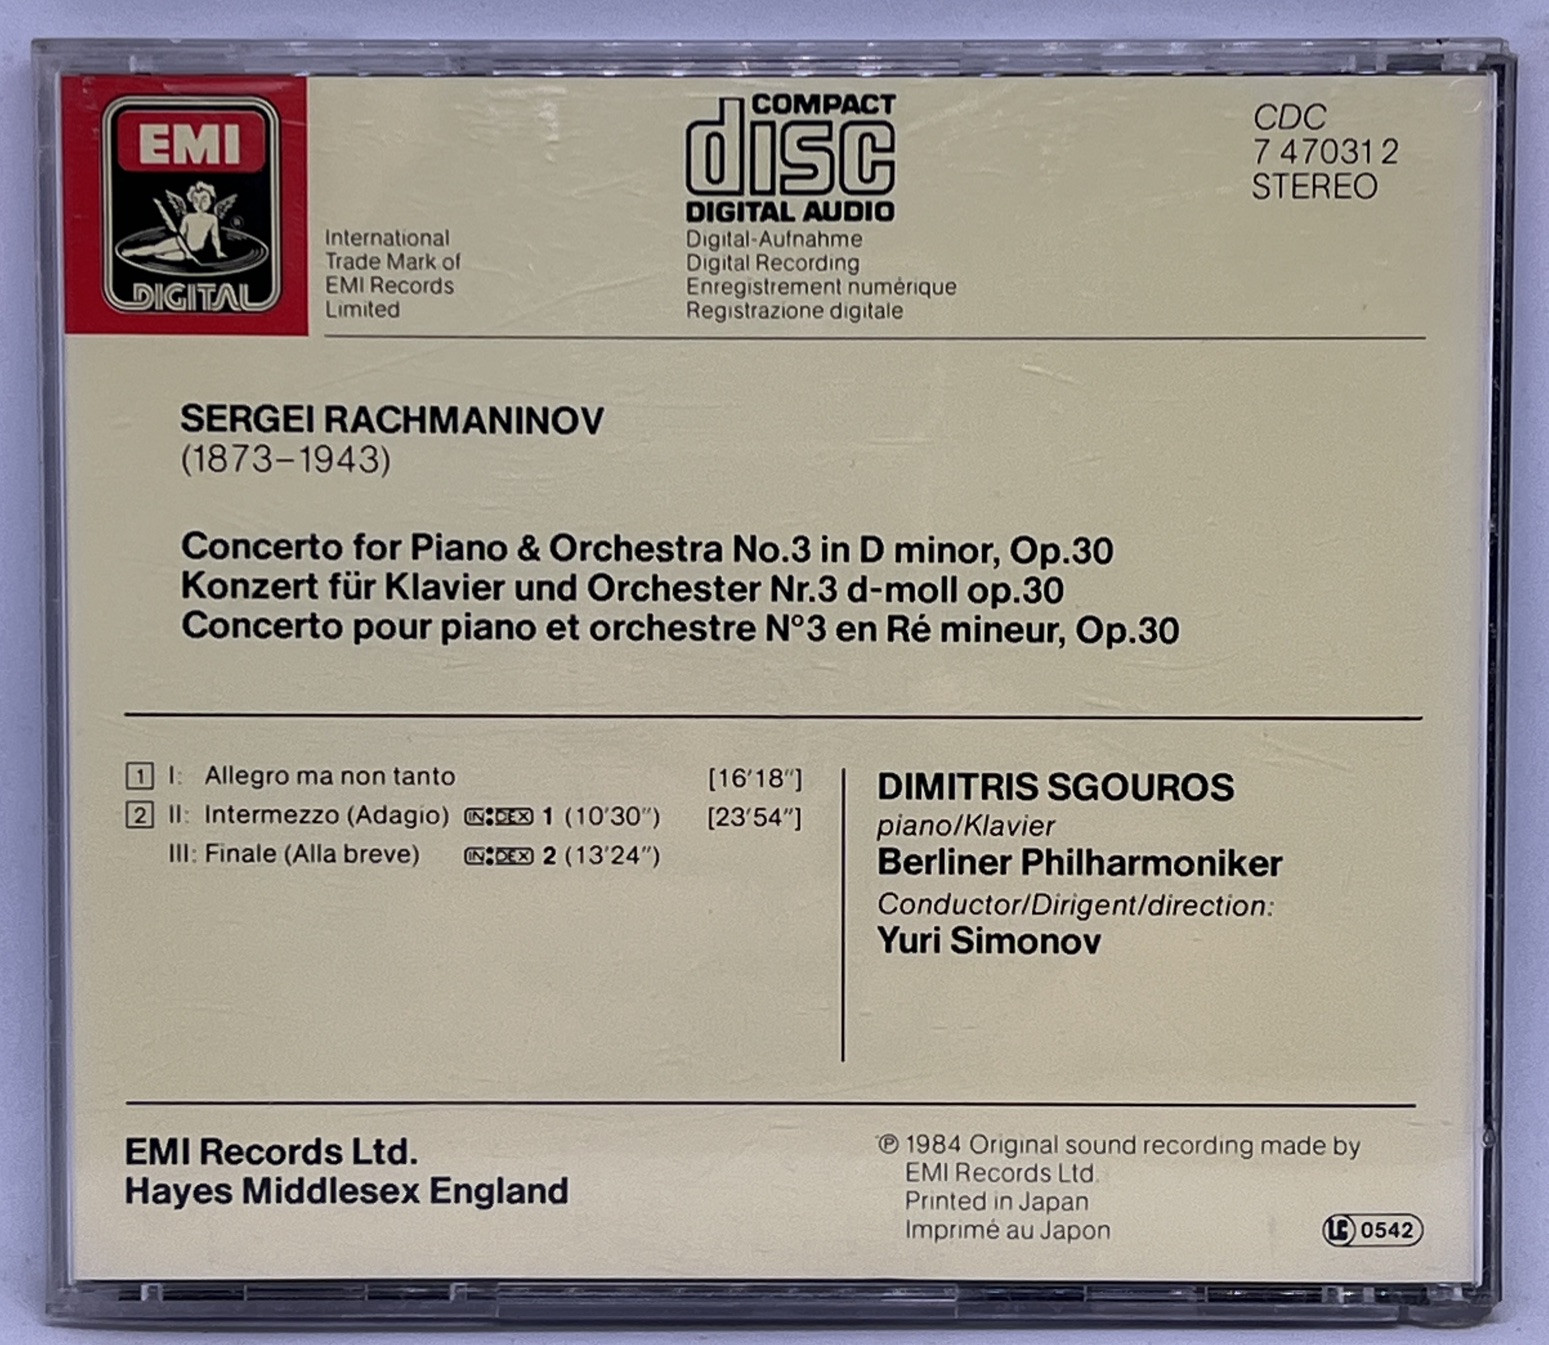 EMI
DIGITAL
International
Trade Mark of
EMI Records
Limited
COMPACT
disc
DIGITAL AUDIO
Digital-Aufnahme
Digital Recording
Enregistrement numérique
Registrazione digitale
CDC
7 47031 2
STEREO
SERGEI RACHMANINOV
(1873–1943)
Concerto for Piano & Orchestra No.3 in D minor, Op.30
Konzert für Klavier und Orchester Nr.3 d-moll op.30
Concerto pour piano et orchestre N°3 en Ré mineur, Op.30
1 I: Allegro ma non tanto [16'18"]
2 II: Intermezzo (Adagio) IN:DEX 1 (10'30") [23'54"]
III: Finale (Alla breve) IN:DEX 2 (13'24")
DIMITRIS SGOUROS
piano/Klavier
Berliner Philharmoniker
Conductor/Dirigent/direction:
Yuri Simonov
EMI Records Ltd.
Hayes Middlesex England
℗ 1984 Original sound recording made by
EMI Records Ltd.
Printed in Japan
Imprimé au Japon
LC 0542